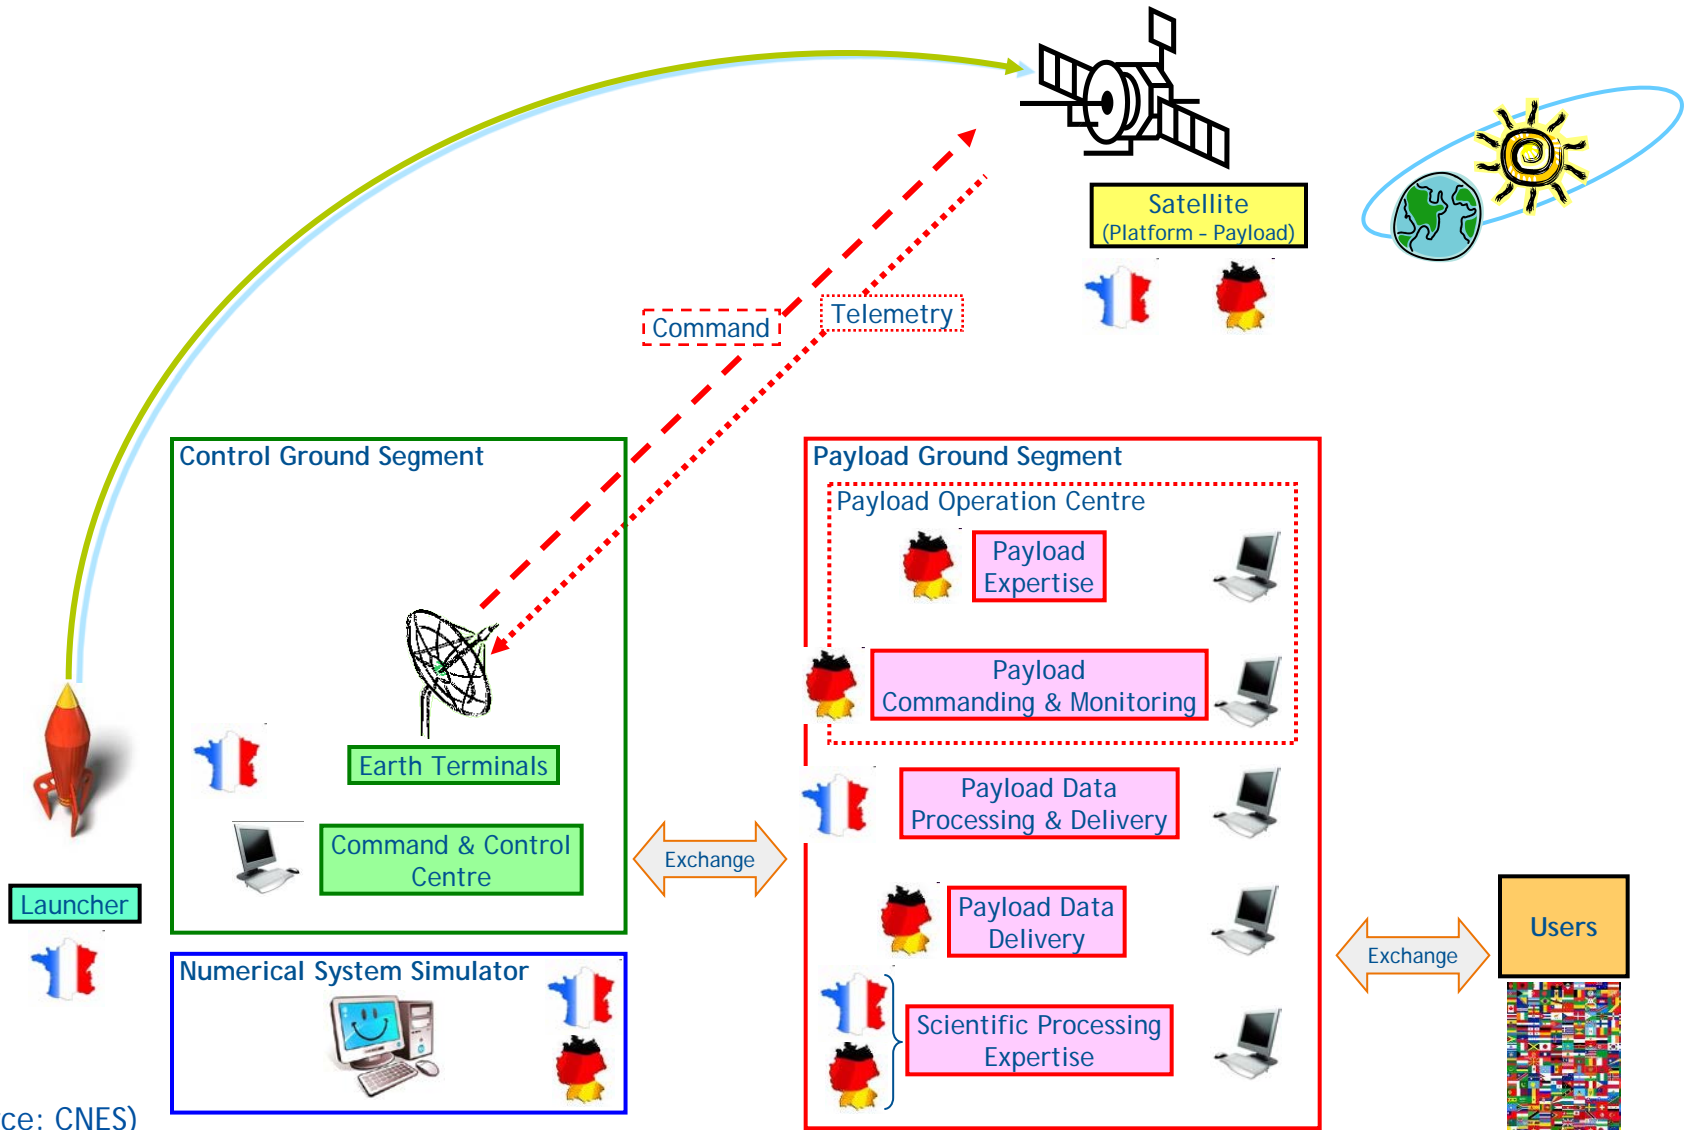 Satellite
(Platform - Payload)
Command
Telemetry
Control Ground Segment
Earth Terminals
Command & Control
Centre
Launcher
Numerical System Simulator
Exchange
Payload Ground Segment
Payload Operation Centre
Payload
Expertise
Payload
Commanding & Monitoring
Payload Data
Processing & Delivery
Payload Data
Delivery
Scientific Processing
Expertise
Exchange
Users
rce: CNES)